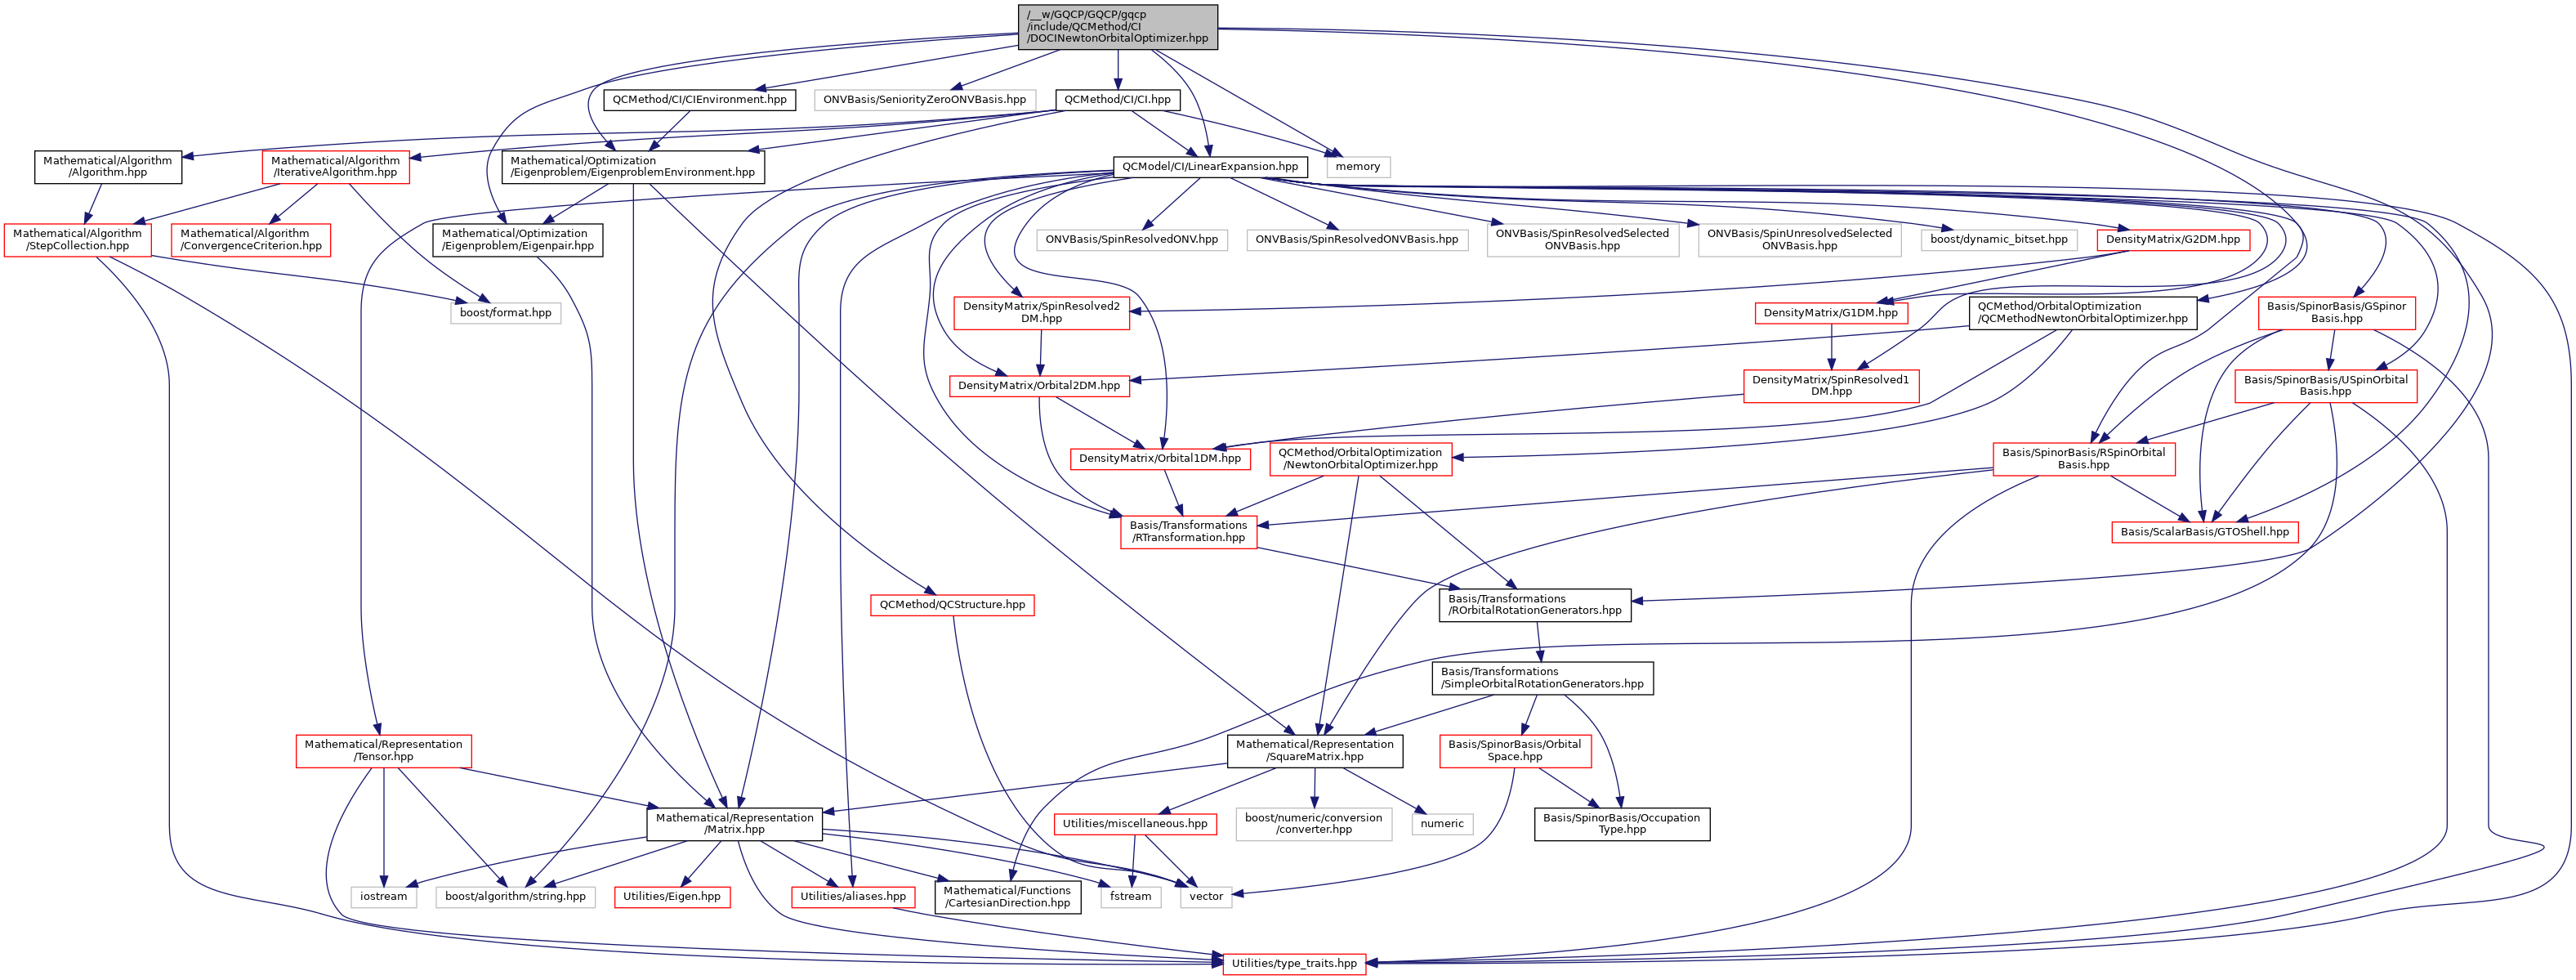 /__w/GQCP/GQCP/gqcp
/include/QCMethod/CI
/DOCINewtonOrbitalOptimizer.hpp
QCMethod/CI/CIEnvironment.hpp
ONVBasis/SeniorityZeroONVBasis.hpp
QCMethod/CI/CI.hpp
Mathematical/Algorithm
/Algorithm.hpp
Mathematical/Algorithm
/IterativeAlgorithm.hpp
Mathematical/Optimization
/Eigenproblem/EigenproblemEnvironment.hpp
QCModel/CI/LinearExpansion.hpp
memory
Mathematical/Algorithm
/StepCollection.hpp
Mathematical/Algorithm
/ConvergenceCriterion.hpp
Mathematical/Optimization
/Eigenproblem/Eigenpair.hpp
ONVBasis/SpinResolvedONV.hpp
ONVBasis/SpinResolvedONVBasis.hpp
ONVBasis/SpinResolvedSelected
ONVBasis.hpp
ONVBasis/SpinUnresolvedSelected
ONVBasis.hpp
boost/dynamic_bitset.hpp
DensityMatrix/G2DM.hpp
boost/format.hpp
DensityMatrix/SpinResolved2
DM.hpp
DensityMatrix/G1DM.hpp
QCMethod/OrbitalOptimization
/QCMethodNewtonOrbitalOptimizer.hpp
Basis/SpinorBasis/GSpinor
Basis.hpp
DensityMatrix/Orbital2DM.hpp
DensityMatrix/SpinResolved1
DM.hpp
Basis/SpinorBasis/USpinOrbital
Basis.hpp
DensityMatrix/Orbital1DM.hpp
QCMethod/OrbitalOptimization
/NewtonOrbitalOptimizer.hpp
Basis/SpinorBasis/RSpinOrbital
Basis.hpp
Basis/Transformations
/RTransformation.hpp
Basis/ScalarBasis/GTOShell.hpp
QCMethod/QCStructure.hpp
Basis/Transformations
/ROrbitalRotationGenerators.hpp
Basis/Transformations
/SimpleOrbitalRotationGenerators.hpp
Mathematical/Representation
/Tensor.hpp
Mathematical/Representation
/SquareMatrix.hpp
Basis/SpinorBasis/Orbital
Space.hpp
Mathematical/Representation
/Matrix.hpp
Utilities/miscellaneous.hpp
boost/numeric/conversion
/converter.hpp
numeric
Basis/SpinorBasis/Occupation
Type.hpp
iostream
boost/algorithm/string.hpp
Utilities/Eigen.hpp
Utilities/aliases.hpp
Mathematical/Functions
/CartesianDirection.hpp
fstream
vector
Utilities/type_traits.hpp